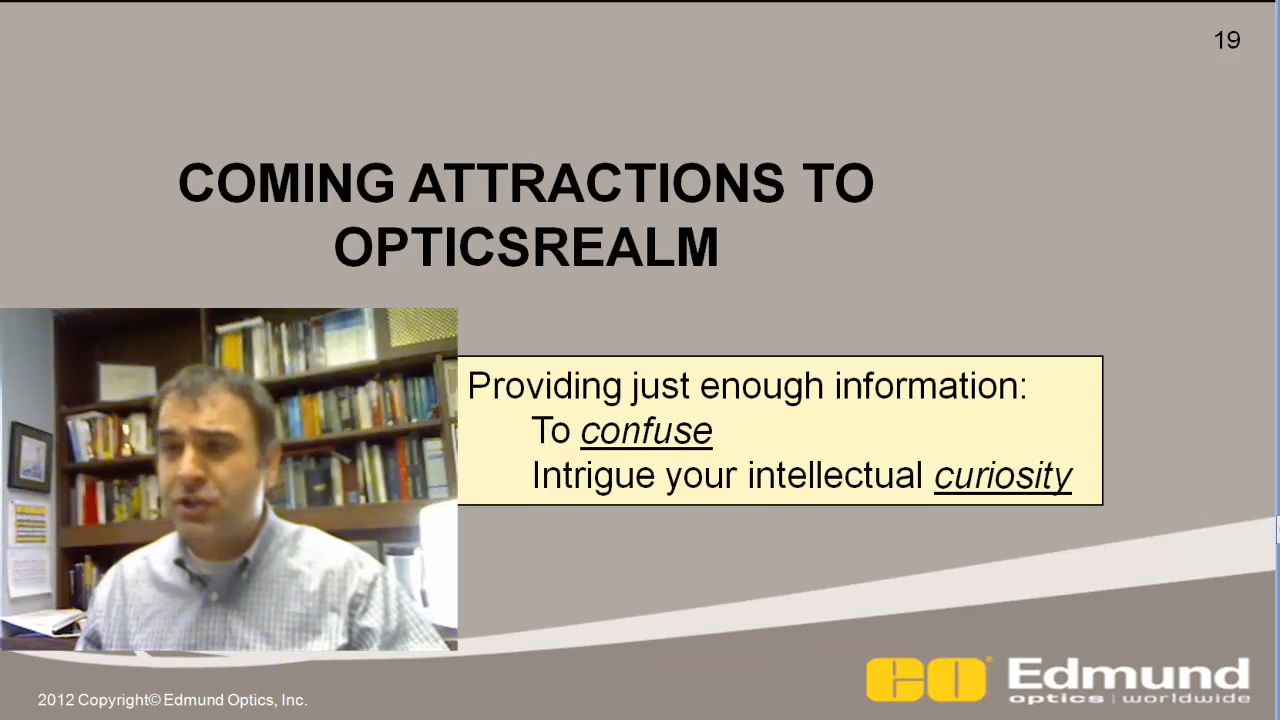 19
COMING ATTRACTIONS TO
OPTICSREALM
Providing just enough information:
To confuse
Intrigue your intellectual curiosity
EO® Edmund
optics | worldwide
2012 Copyright© Edmund Optics, Inc.